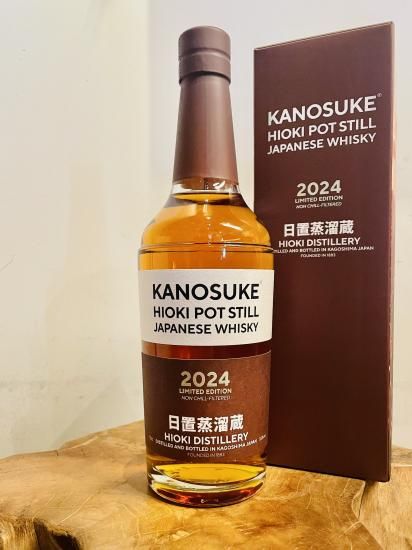 KANOSUKE®
HIOKI POT STILL
JAPANESE WHISKY
2024
LIMITED EDITION
NON CHILL-FILTERED
日置蒸溜蔵
HIOKI DISTILLERY
DISTILLED AND BOTTLED IN KAGOSHIMA JAPAN
FOUNDED IN 1883
KANOSUKE®
HIOKI POT STILL
JAPANESE WHISKY
2024
LIMITED EDITION
NON CHILL-FILTERED
日置蒸溜蔵
HIOKI DISTILLERY
ILLED AND BOTTLED IN KAGOSHIMA JAPAN
FOUNDED IN 1883